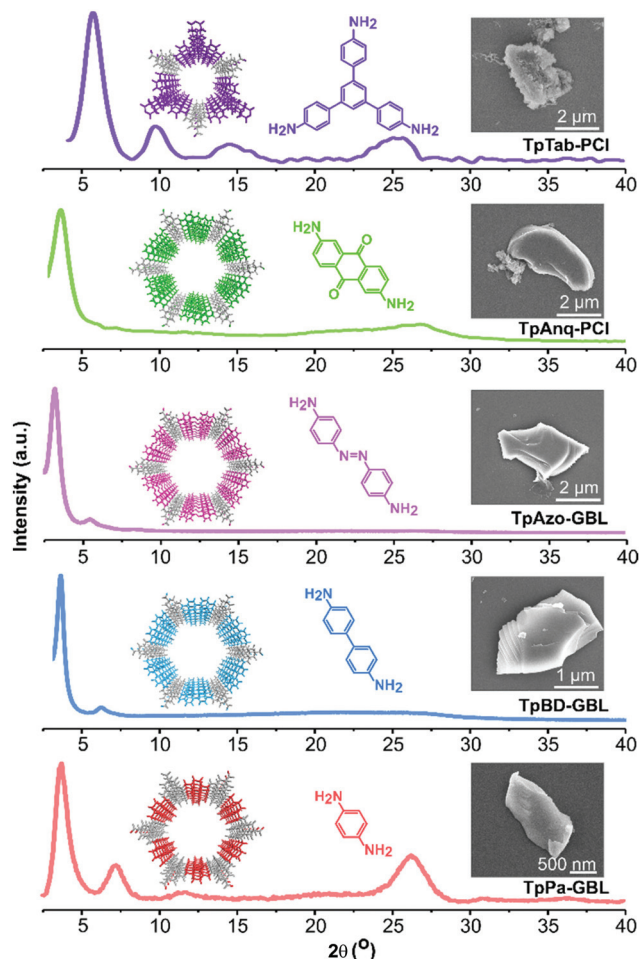 NH2
H2N
NH2
2 µm
TpTab-PCI
5 10 15 20 25 30 35 40
H2N
O
O
NH2
2 µm
TpAnq-PCI
5 10 15 20 25 30 35 40
H2N
N=N
NH2
2 µm
TpAzo-GBL
5 10 15 20 25 30 35 40
H2N
NH2
1 µm
TpBD-GBL
5 10 15 20 25 30 35 40
H2N
NH2
500 nm
TpPa-GBL
5 10 15 20 25 30 35 40
2θ (°)
Intensity (a.u.)